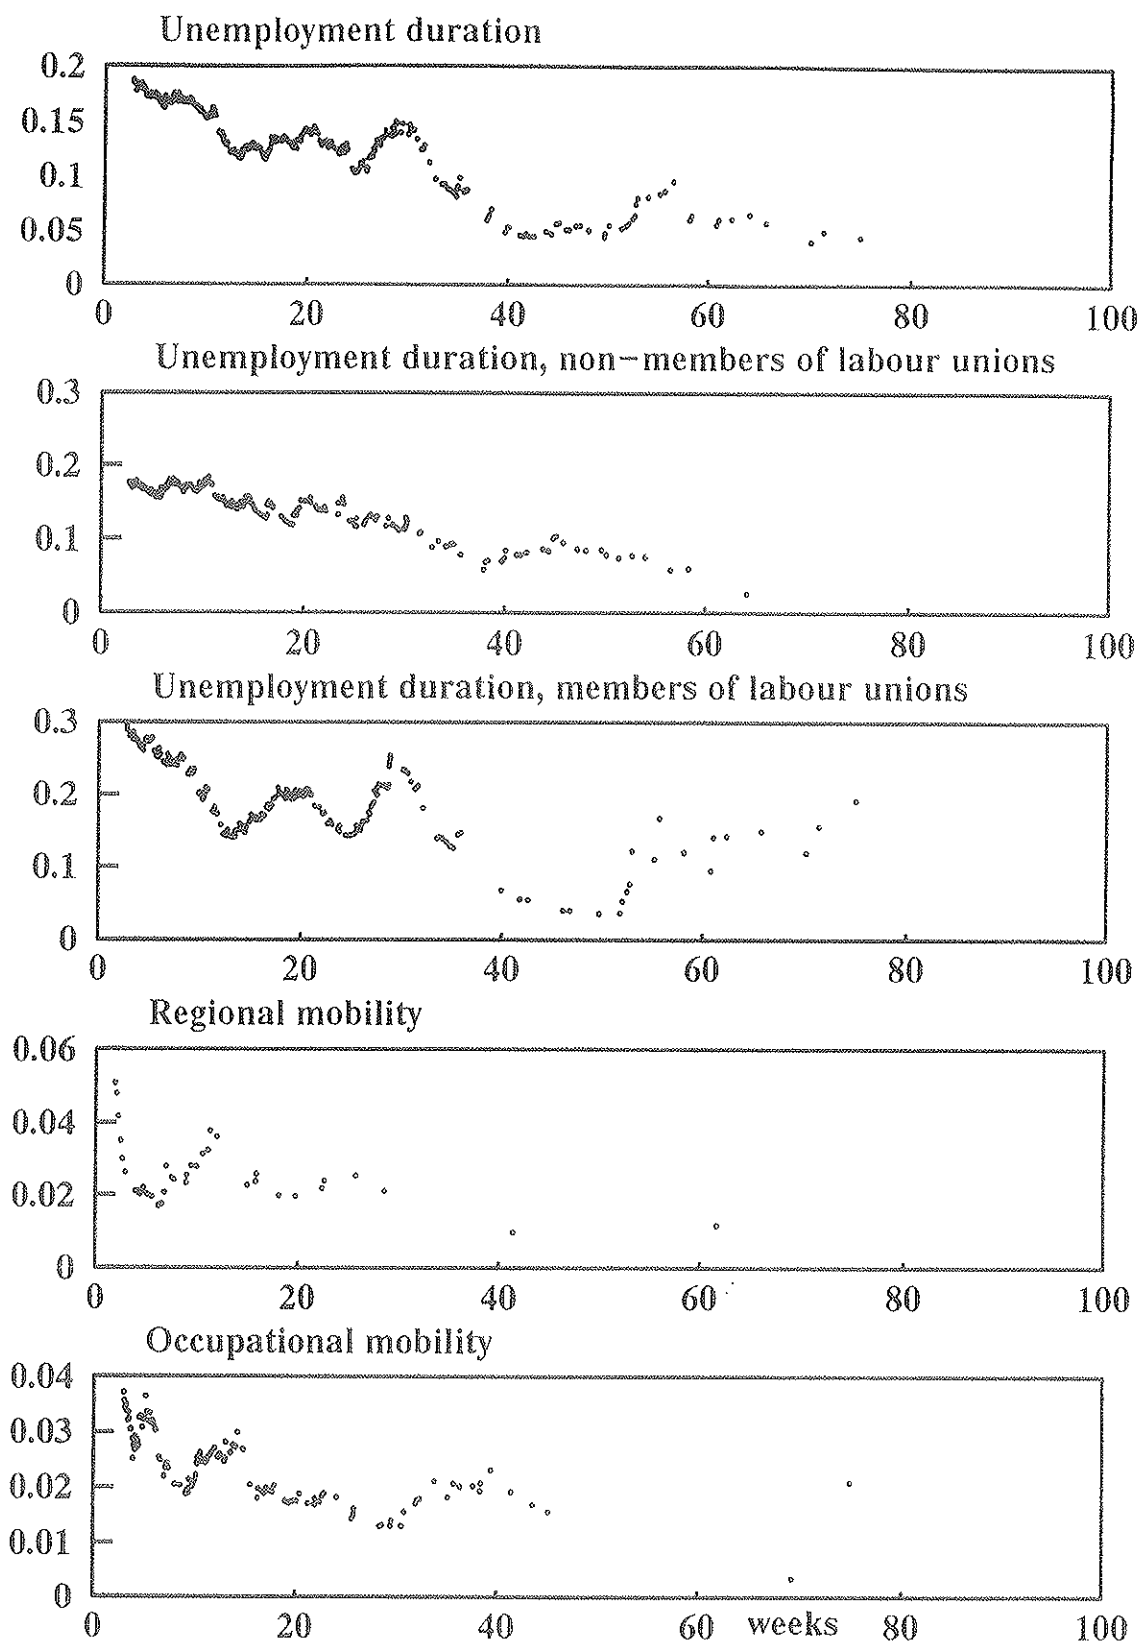 Unemployment duration
0.2
0.15
0.1
0.05
0
0 20 40 60 80 100
Unemployment duration, non-members of labour unions
0.3
0.2
0.1
0
0 20 40 60 80 100
Unemployment duration, members of labour unions
0.3
0.2
0.1
0
0 20 40 60 80 100
Regional mobility
0.06
0.04
0.02
0
0 20 40 60 80 100
Occupational mobility
0.04
0.03
0.02
0.01
0
0 20 40 60 weeks 80 100